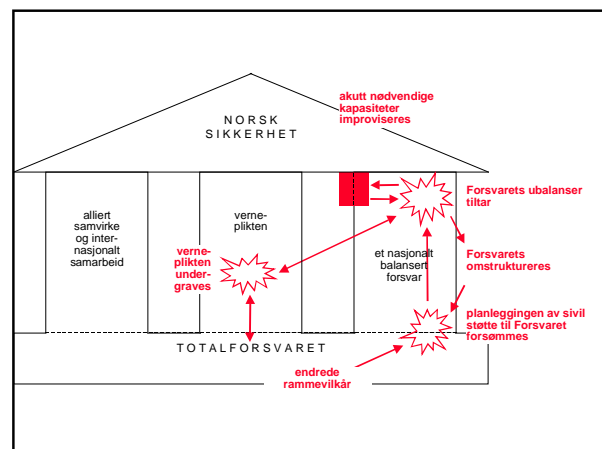 akutt nødvendige
kapasiteter
improviseres
NORSK
SIKKERHET
alliert
samvirke
og inter-
nasjonalt
samarbeid
verne-
plikten
verne-
plikten
under-
graves
et nasjonalt
balansert
forsvar
Forsvarets ubalanser
tiltar
Forsvarets
omstruktureres
planleggingen av sivil
støtte til Forsvaret
forsømmes
TOTALFORSVARET
endrede
rammevilkår